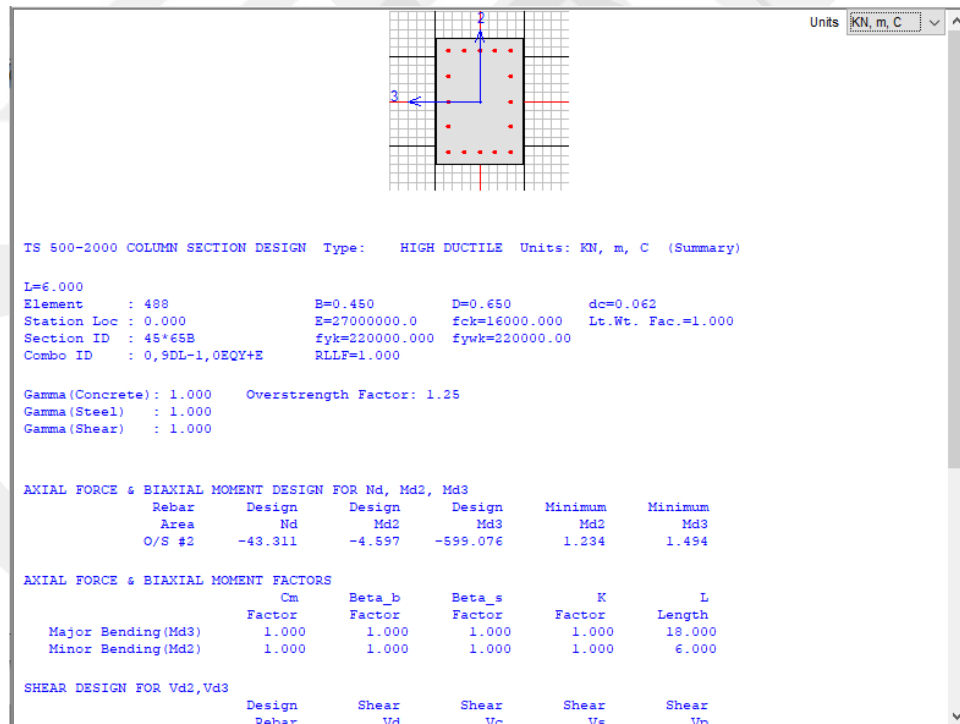 Units KN, m, C
2
3
TS 500-2000 COLUMN SECTION DESIGN Type: HIGH DUCTILE Units: KN, m, C (Summary)
L=6.000
Element : 488 B=0.450 D=0.650 dc=0.062
Station Loc : 0.000 E=27000000.0 fck=16000.000 Lt.Wt. Fac.=1.000
Section ID : 45*65B fyk=220000.000 fywk=220000.00
Combo ID : 0,9DL-1,0EQY+E RLLF=1.000
Gamma(Concrete): 1.000 Overstrength Factor: 1.25
Gamma(Steel) : 1.000
Gamma(Shear) : 1.000
AXIAL FORCE & BIAXIAL MOMENT DESIGN FOR Nd, Md2, Md3
Rebar Design Design Design Minimum Minimum
Area Nd Md2 Md3 Md2 Md3
O/S #2 -43.311 -4.597 -599.076 1.234 1.494
AXIAL FORCE & BIAXIAL MOMENT FACTORS
Cm Beta_b Beta_s K L
Factor Factor Factor Factor Length
Major Bending(Md3) 1.000 1.000 1.000 1.000 18.000
Minor Bending(Md2) 1.000 1.000 1.000 1.000 6.000
SHEAR DESIGN FOR Vd2,Vd3
Design Shear Shear Shear Shear
Rebar Vd Vc Vs Vp